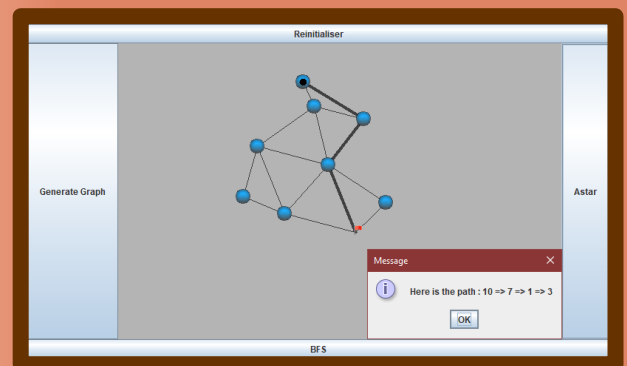 Reinitialiser
Generate Graph
Astar
Message
Here is the path : 10 => 7 => 1 => 3
OK
BFS